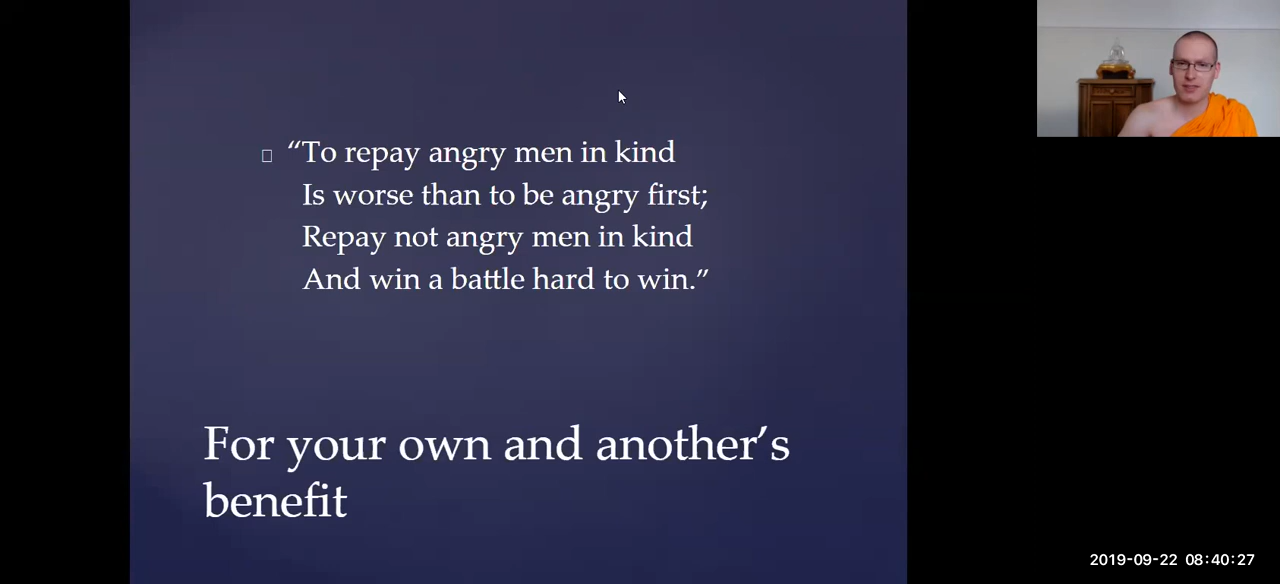 “To repay angry men in kind
Is worse than to be angry first;
Repay not angry men in kind
And win a battle hard to win.”
For your own and another’s
benefit
2019-09-22 08:40:27